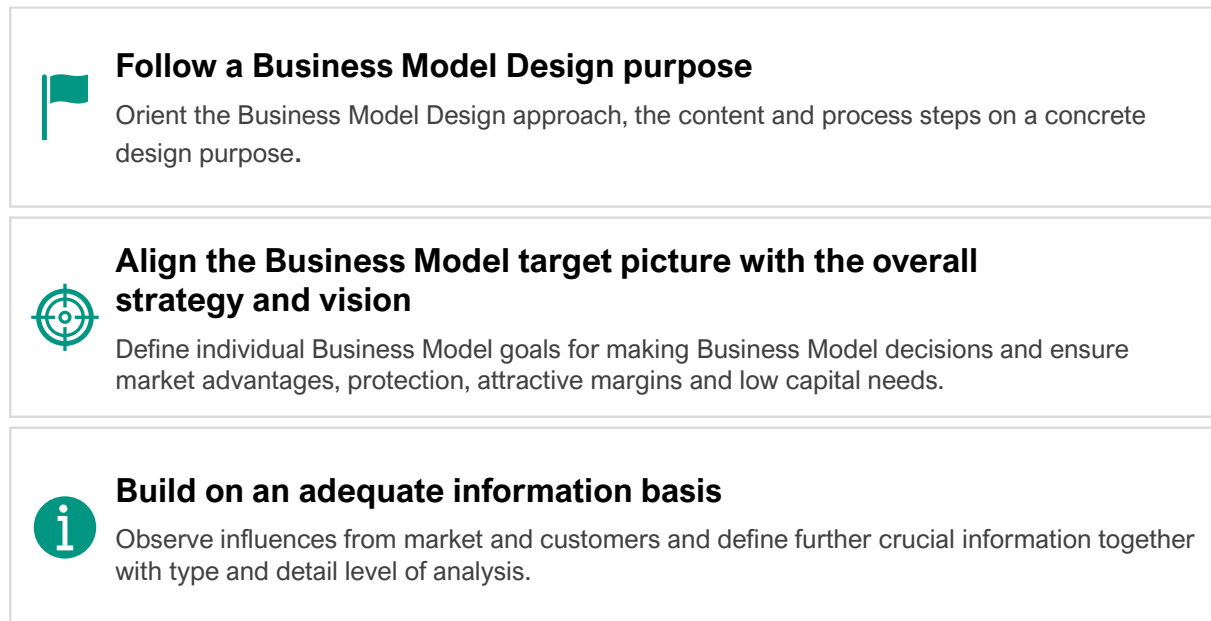 Follow a Business Model Design purpose
Orient the Business Model Design approach, the content and process steps on a concrete
design purpose.
Align the Business Model target picture with the overall
strategy and vision
Define individual Business Model goals for making Business Model decisions and ensure
market advantages, protection, attractive margins and low capital needs.
Build on an adequate information basis
Observe influences from market and customers and define further crucial information together
with type and detail level of analysis.